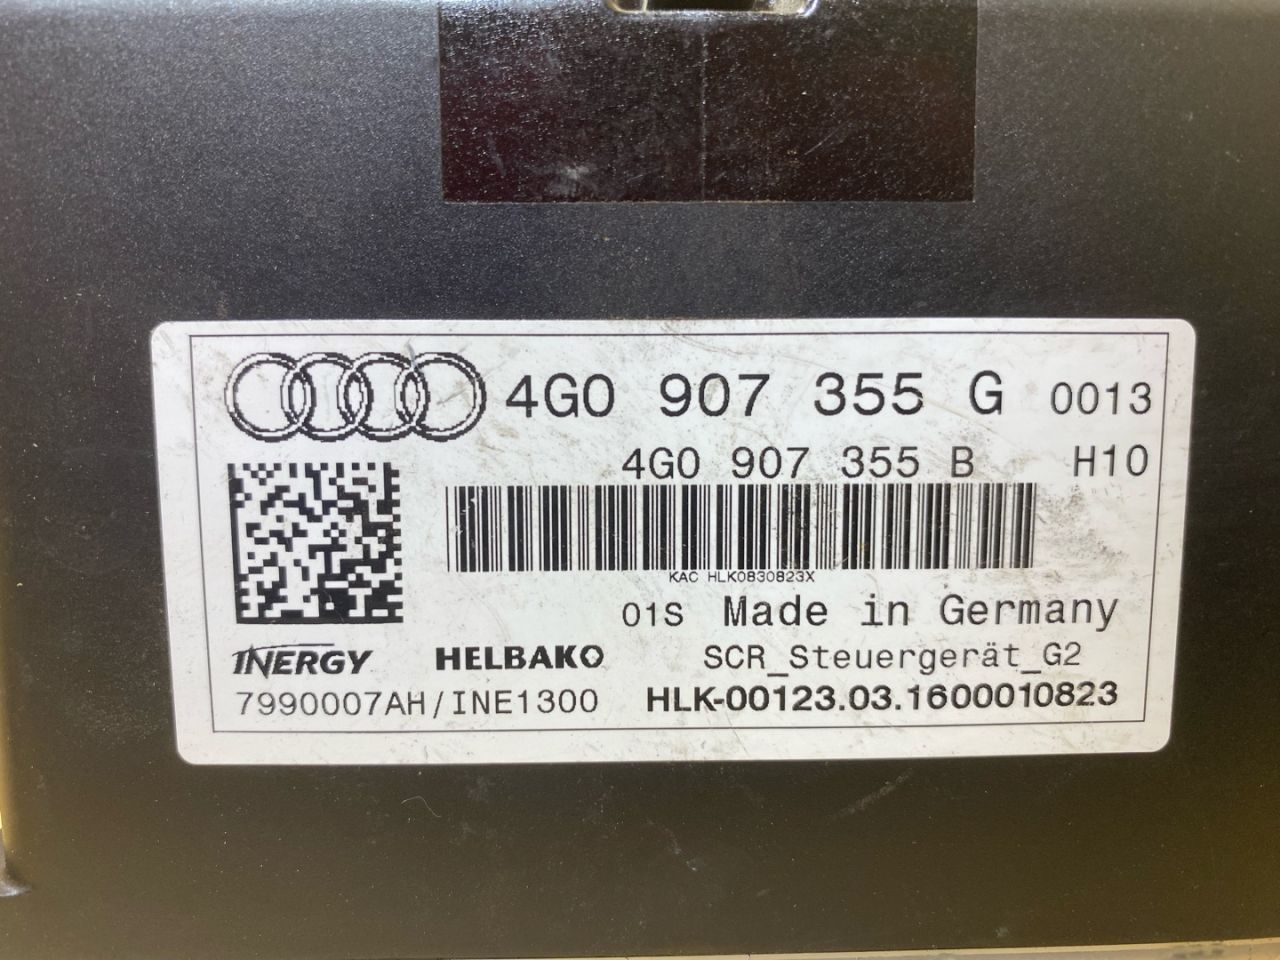 4G0 907 355 G 0013
4G0 907 355 B H10
KAC HLK0830823X
01S Made in Germany
INERGY HELBAKO SCR_Steuergerät_G2
7990007AH/INE1300 HLK-00123.03.1600010823